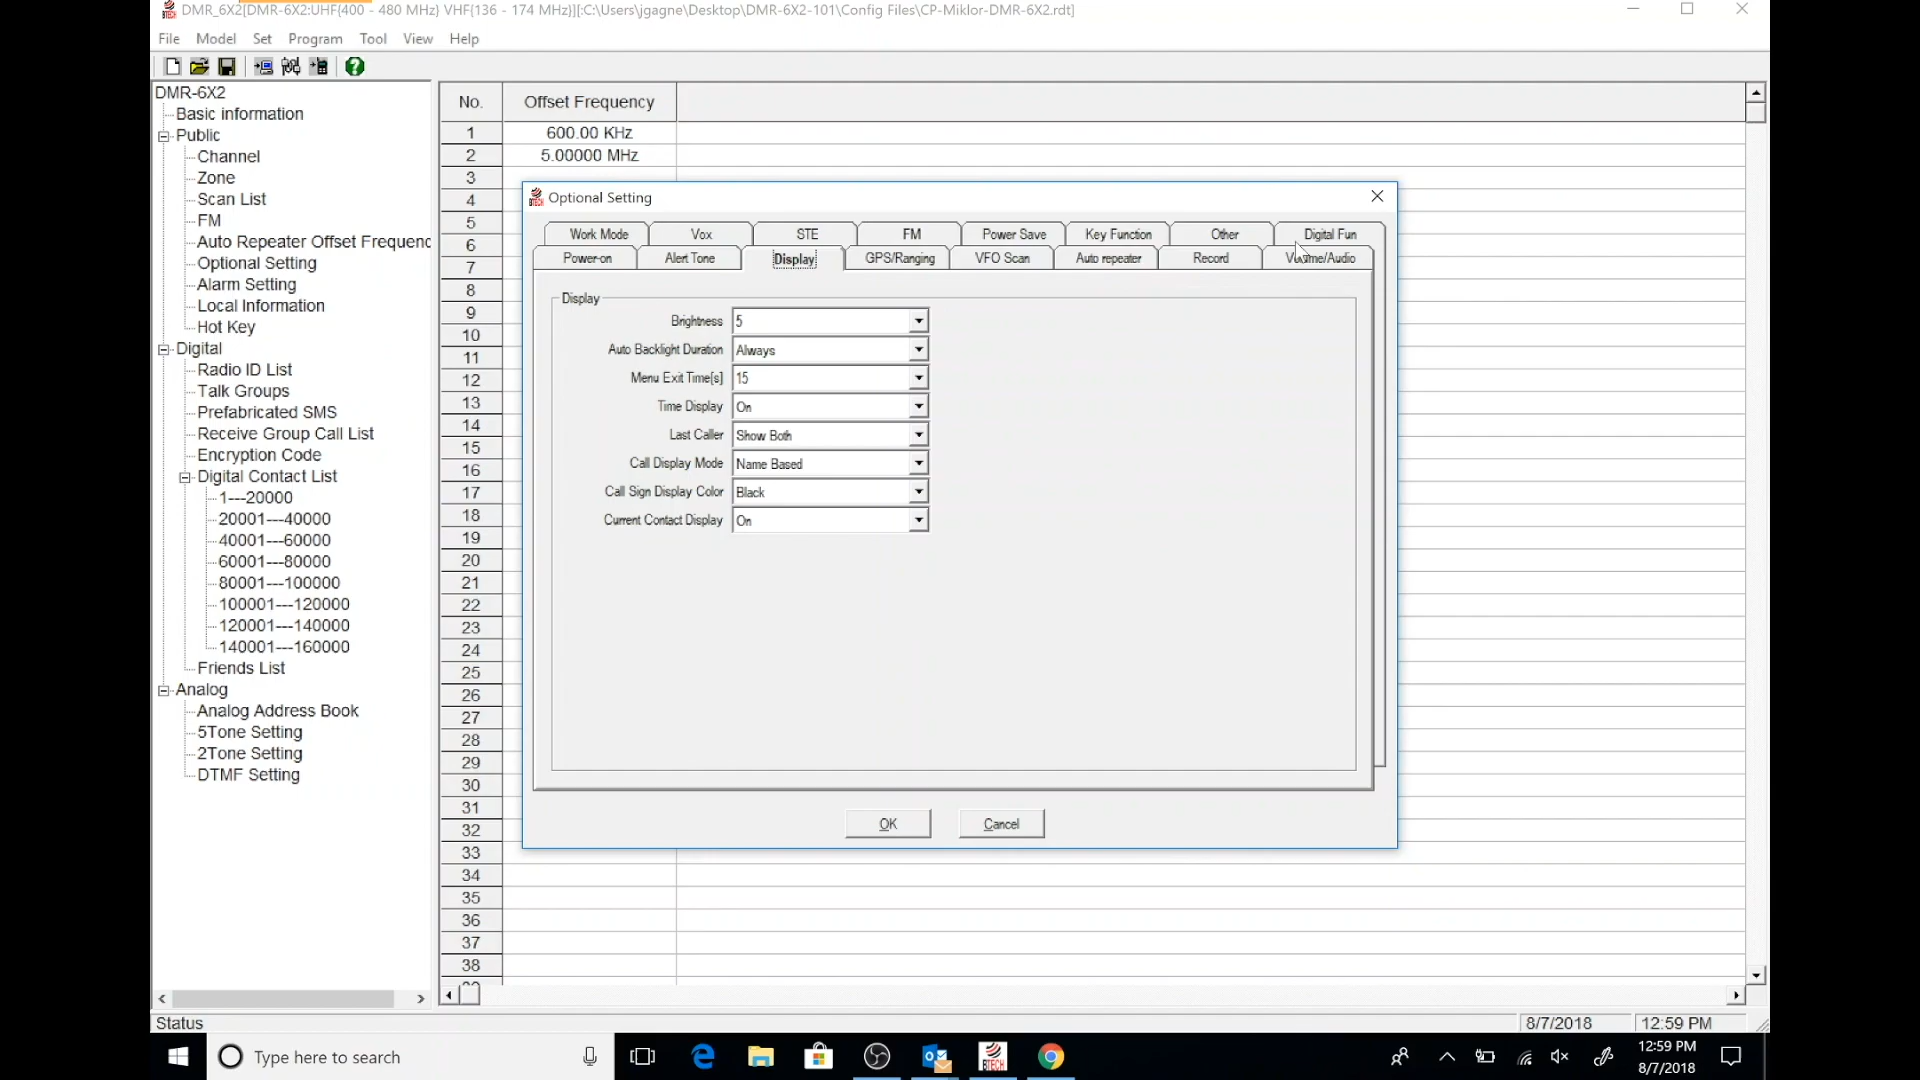 DMR_6X2[DMR-6X2:UHF{400 - 480 MHz} VHF{136 - 174 MHz}][:C:\Users\jgagne\Desktop\DMR-6X2-101\Config Files\CP-Miklor-DMR-6X2.rdt]
File Model Set Program Tool View Help
DMR-6X2
Basic information
Public
Channel
Zone
Scan List
FM
Auto Repeater Offset Frequenc
Optional Setting
Alarm Setting
Local Information
Hot Key
Digital
Radio ID List
Talk Groups
Prefabricated SMS
Receive Group Call List
Encryption Code
Digital Contact List
1---20000
20001---40000
40001---60000
60001---80000
80001---100000
100001---120000
120001---140000
140001---160000
Friends List
Analog
Analog Address Book
5Tone Setting
2Tone Setting
DTMF Setting
No. Offset Frequency
1 600.00 KHz
2 5.00000 MHz
3
4
5
6
7
8
9
10
11
12
13
14
15
16
17
18
19
20
21
22
23
24
25
26
27
28
29
30
31
32
33
34
35
36
37
38
BTECH Optional Setting
Work Mode Vox STE FM Power Save Key Function Other Digital Fun
Power-on Alert Tone Display GPS/Ranging VFO Scan Auto repeater Record Volume/Audio
Display
Brightness 5
Auto Backlight Duration Always
Menu Exit Time[s] 15
Time Display On
Last Caller Show Both
Call Display Mode Name Based
Call Sign Display Color Black
Current Contact Display On
OK Cancel
Status 8/7/2018 12:59 PM
Type here to search
BTECH
12:59 PM
8/7/2018